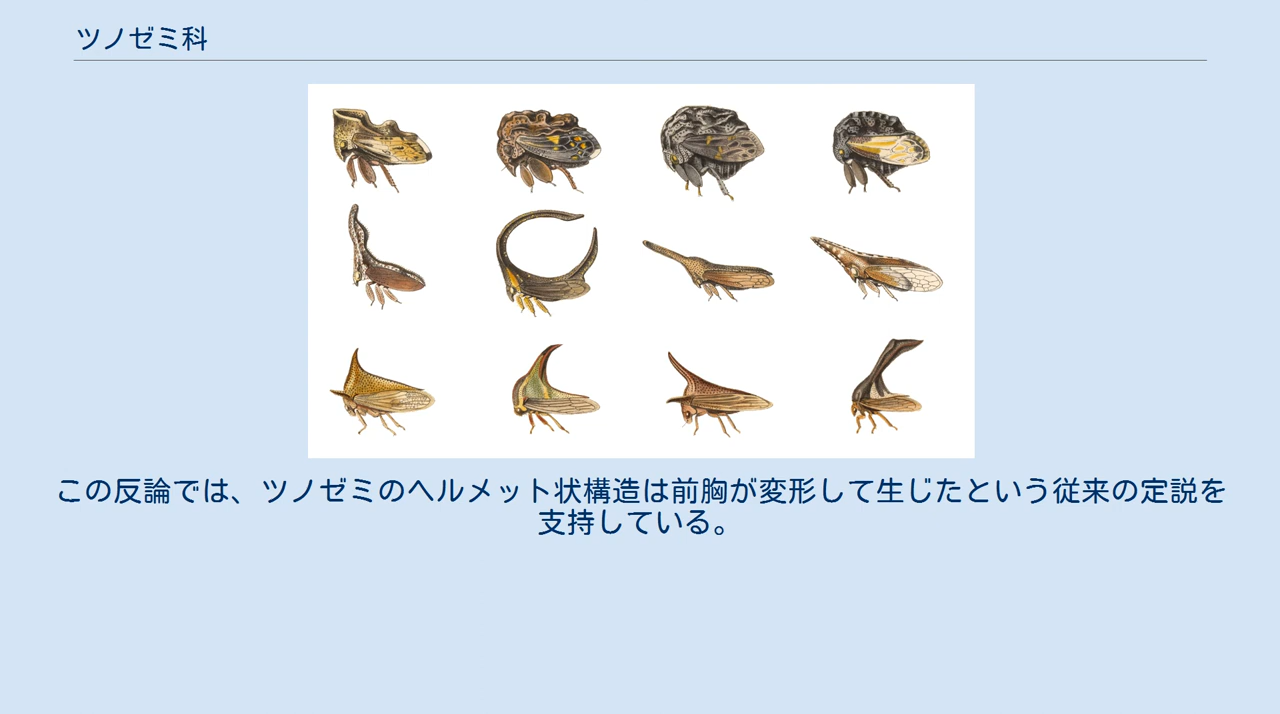 ツノゼミ科
この反論では、ツノゼミのヘルメット状構造は前胸が変形して生じたという従来の定説を
支持している。